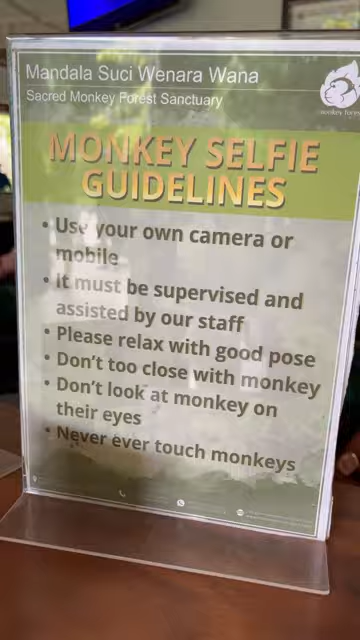 Mandala Suci Wenara Wana
Sacred Monkey Forest Sanctuary
monkey forest
MONKEY SELFIE
GUIDELINES
• Use your own camera or
mobile
• It must be supervised and
assisted by our staff
• Please relax with good pose
• Don't too close with monkey
• Don't look at monkey on
their eyes
• Never ever touch monkeys